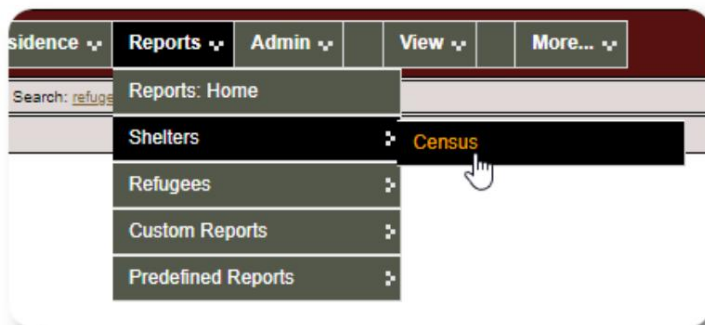 sidence Reports Admin View More...
Search: refuge
Reports: Home
Shelters
Census
Refugees
Custom Reports
Predefined Reports